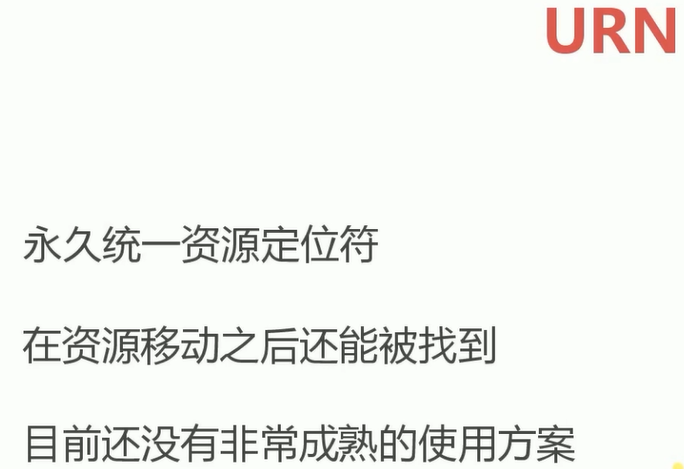 URN
永久统一资源定位符
在资源移动之后还能被找到
目前还没有非常成熟的使用方案